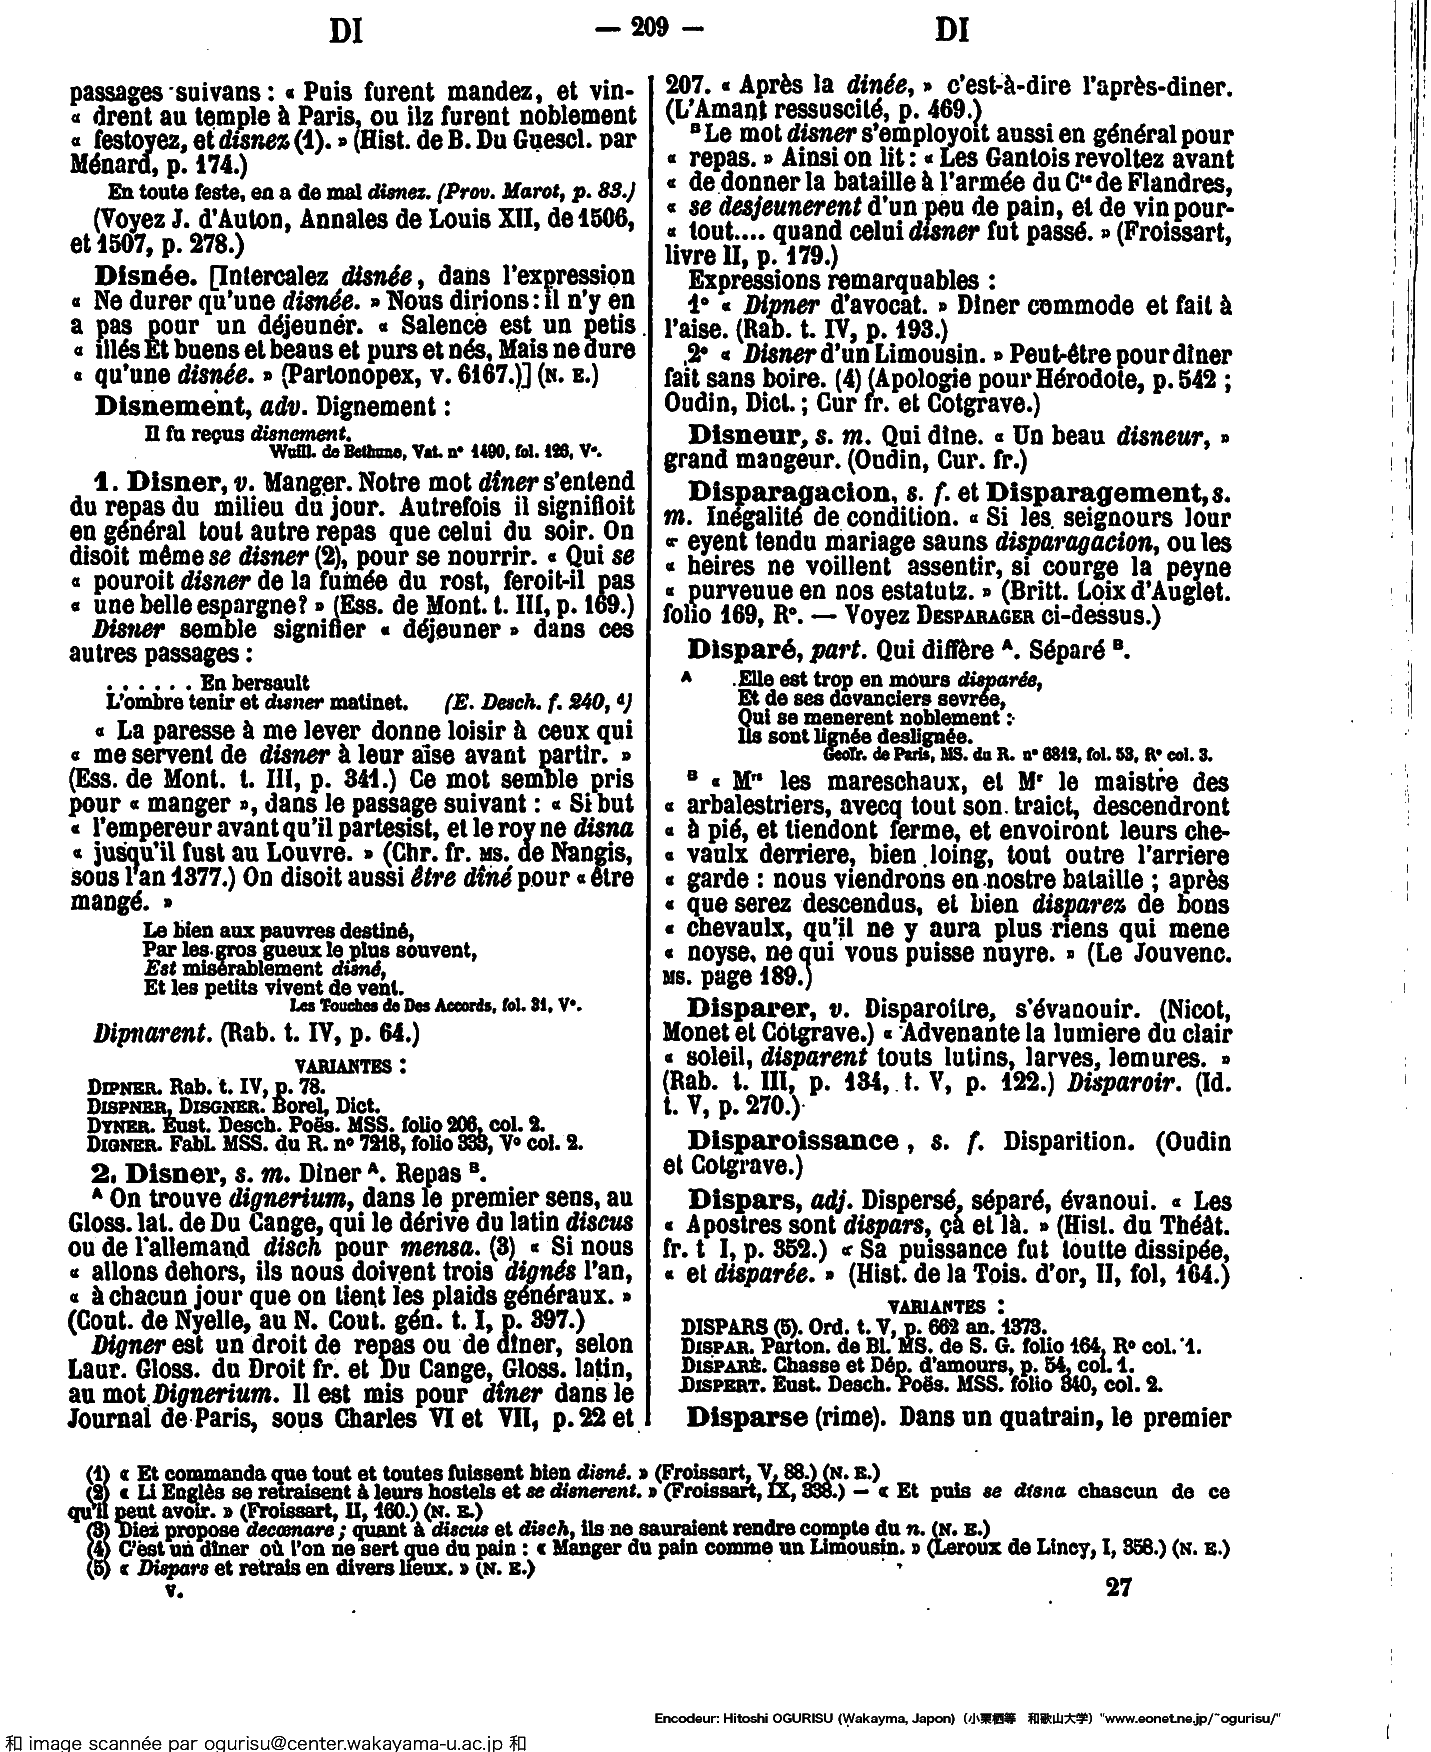 DI — 209 — DI
passages suivans : « Puis furent mandez, et vin-
« drent au temple à Paris, ou ilz furent noblement
« festoyez, et disnez (1). » (Hist. de B. Du Guescl. par
Ménard, p. 174.)
En toute feste, en a de mal disnez. (Prov. Marot, p. 83.)
(Voyez J. d'Auton, Annales de Louis XII, de 1506,
et 1507, p. 278.)
Disnée. [Intercalez disnée, dans l'expression
« Ne durer qu'une disnée. » Nous dirions : il n'y en
a pas pour un déjeuner. « Salence est un petis
« illés Et buens et beaus et purs et nés, Mais ne dure
« qu'une disnée. » (Partonopex, v. 6167.)] (N. E.)
Disnement, adv. Dignement :
Il fu reçus disnement.
Wuill. de Bethune, Vat. n° 1490, fol. 126, V°.
1. Disner, v. Manger. Notre mot dîner s'entend
du repas du milieu du jour. Autrefois il signifioit
en général tout autre repas que celui du soir. On
disoit même se disner (2), pour se nourrir. « Qui se
« pouroit disner de la fumée du rost, feroit-il pas
« une belle espargne? » (Ess. de Mont. t. III, p. 169.)
Disner semble signifier « déjeuner » dans ces
autres passages :
. . . . . . En bersault
L'ombre tenir et disner matinet. (E. Desch. f. 240, d)
« La paresse à me lever donne loisir à ceux qui
« me servent de disner à leur aise avant partir. »
(Ess. de Mont. t. III, p. 341.) Ce mot semble pris
pour « manger », dans le passage suivant : « Si but
« l'empereur avant qu'il partesist, et le roy ne disna
« jusqu'il fust au Louvre. » (Chr. fr. MS. de Nangis,
sous l'an 1377.) On disoit aussi être dîné pour « être
mangé. »
Le bien aux pauvres destiné,
Par les gros gueux le plus souvent,
Est misérablement disné,
Et les petits vivent de vent.
Les Touches de Des Accords, fol. 31, V°.
Dipnarent. (Rab. t. IV, p. 64.)
VARIANTES :
DIPNER. Rab. t. IV, p. 78.
DISPNER, DISGNER. Borel, Dict.
DYNER. Eust. Desch. Poës. MSS. folio 206, col. 2.
DIGNER. Fabl. MSS. du R. n° 7218, folio 333, V° col. 2.
2. Disner, s. m. Diner A. Repas B.
A On trouve dignerium, dans le premier sens, au
Gloss. lat. de Du Cange, qui le dérive du latin discus
ou de l'allemand disch pour mensa. (3) « Si nous
« allons dehors, ils nous doivent trois dignés l'an,
« à chacun jour que on tient les plaids généraux. »
(Cout. de Nyelle, au N. Cout. gén. t. I, p. 397.)
Digner est un droit de repas ou de dîner, selon
Laur. Gloss. du Droit fr. et Du Cange, Gloss. latin,
au mot Dignerium. Il est mis pour dîner dans le
Journal de Paris, sous Charles VI et VII, p. 22 et
207. « Après la dinée, » c'est-à-dire l'après-diner.
(L'Amant ressuscité, p. 469.)
B Le mot disner s'employoit aussi en général pour
« repas. » Ainsi on lit : « Les Gantois revoltez avant
« de donner la bataille à l'armée du Cte de Flandres,
« se desjeunerent d'un peu de pain, et de vin pour-
« tout.... quand celui disner fut passé. » (Froissart,
livre II, p. 179.)
Expressions remarquables :
1° « Dipner d'avocat. » Diner commode et fait à
l'aise. (Rab. t. IV, p. 193.)
2° « Disner d'un Limousin. » Peut-être pour dîner
fait sans boire. (4) (Apologie pour Hérodote, p. 542 ;
Oudin, Dict. ; Cur fr. et Cotgrave.)
Disneur, s. m. Qui dîne. « Un beau disneur, »
grand mangeur. (Oudin, Cur. fr.)
Disparagacion, s. f. et Disparagement, s.
m. Inégalité de condition. « Si les seignours lour
« eyent tendu mariage sauns disparagacion, ou les
« heires ne voillent assentir, si courge la peyne
« purveuue en nos estatutz. » (Britt. Loix d'Auglet.
folio 169, R°. — Voyez DESPARAGER ci-dessus.)
Disparé, part. Qui diffère A. Séparé B.
A Elle est trop en mours disparée,
Et de ses devanciers sevrée,
Qui se menerent noblement :
Ils sont lignée deslignée.
Geofr. de Paris, MS. du R. n° 6812, fol. 53, R° col. 3.
B « Mrs les mareschaux, et Mr le maistre des
« arbalestriers, avecq tout son traict, descendront
« à pié, et tiendont ferme, et envoiront leurs che-
« vaulx derriere, bien loing, tout outre l'arriere
« garde : nous viendrons en nostre bataille ; après
« que serez descendus, et bien disparez de bons
« chevaulx, qu'il ne y aura plus riens qui mene
« noyse, ne qui vous puisse nuyre. » (Le Jouvenc.
MS. page 189.)
Disparer, v. Disparoître, s'évanouir. (Nicot,
Monet et Cotgrave.) « Advenante la lumiere du clair
« soleil, disparent touts lutins, larves, lemures. »
(Rab. t. III, p. 134, t. V, p. 122.) Disparoir. (Id.
t. V, p. 270.)
Disparoissance, s. f. Disparition. (Oudin
et Cotgrave.)
Dispars, adj. Dispersé, séparé, évanoui. « Les
« Apostres sont dispars, çà et là. » (Hist. du Théât.
fr. t I, p. 352.) « Sa puissance fut toutte dissipée,
« et disparée. » (Hist. de la Tois. d'or, II, fol, 164.)
VARIANTES :
DISPARS (5). Ord. t. V, p. 662 an. 1373.
DISPAR. Parton. de Bl. MS. de S. G. folio 164, R° col. 1.
DISPARÉ. Chasse et Dép. d'amours, p. 54, col. 1.
DISPERT. Eust. Desch. Poës. MSS. folio 340, col. 2.
Disparse (rime). Dans un quatrain, le premier
(1) « Et commanda que tout et toutes fuissent bien disné. » (Froissart, V, 88.) (N. E.)
(2) « Li Englès se retraisent à leurs hostels et se disnerent. » (Froissart, IX, 338.) — « Et puis se disna chascun de ce
qu'il peut avoir. » (Froissart, II, 160.) (N. E.)
(3) Diez propose decœnare ; quant à discus et disch, ils ne sauraient rendre compte du n. (N. E.)
(4) C'est un dîner où l'on ne sert que du pain : « Manger du pain comme un Limousin. » (Leroux de Lincy, I, 358.) (N. E.)
(5) « Dispars et retrais en divers lieux. » (N. E.)
V. 27
Encodeur: Hitoshi OGURISU (Wakayma, Japon) (小栗栖等 和歌山大学) "www.eonet.ne.jp/~ogurisu/"
和 image scannée par ogurisu@center.wakayama-u.ac.jp 和